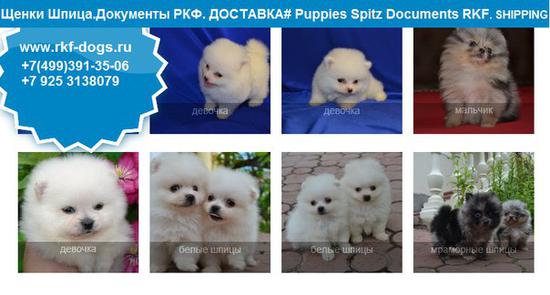 Щенки Шпица.Документы РКФ. ДОСТАВКА# Puppies Spitz Documents RKF. SHIPPING
www.rkf-dogs.ru
+7(499)391-35-06
+7 925 3138079
девочка
девочка
мальчик
девочка
белые шпицы
белые шпицы
мраморные шпицы